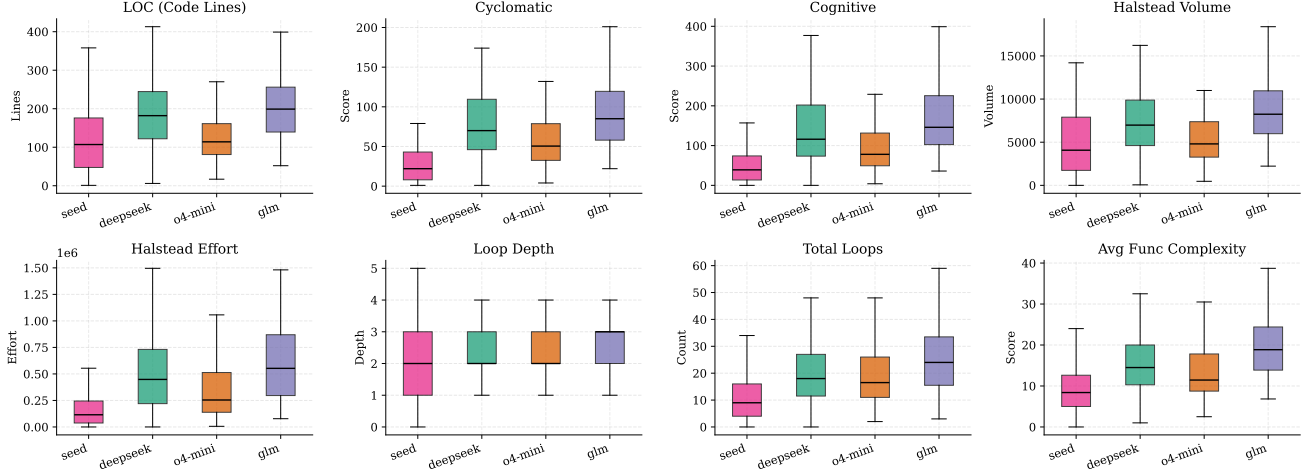 LOC (Code Lines)
Lines
400
300
200
100
0
seed
deepseek
o4-mini
glm
Cyclomatic
Score
200
150
100
50
0
seed
deepseek
o4-mini
glm
Cognitive
Score
400
300
200
100
0
seed
deepseek
o4-mini
glm
Halstead Volume
Volume
15000
10000
5000
0
seed
deepseek
o4-mini
glm
Halstead Effort
1e6
Effort
1.50
1.25
1.00
0.75
0.50
0.25
0.00
seed
deepseek
o4-mini
glm
Loop Depth
Depth
5
4
3
2
1
0
seed
deepseek
o4-mini
glm
Total Loops
Count
60
50
40
30
20
10
0
seed
deepseek
o4-mini
glm
Avg Func Complexity
Score
40
30
20
10
0
seed
deepseek
o4-mini
glm